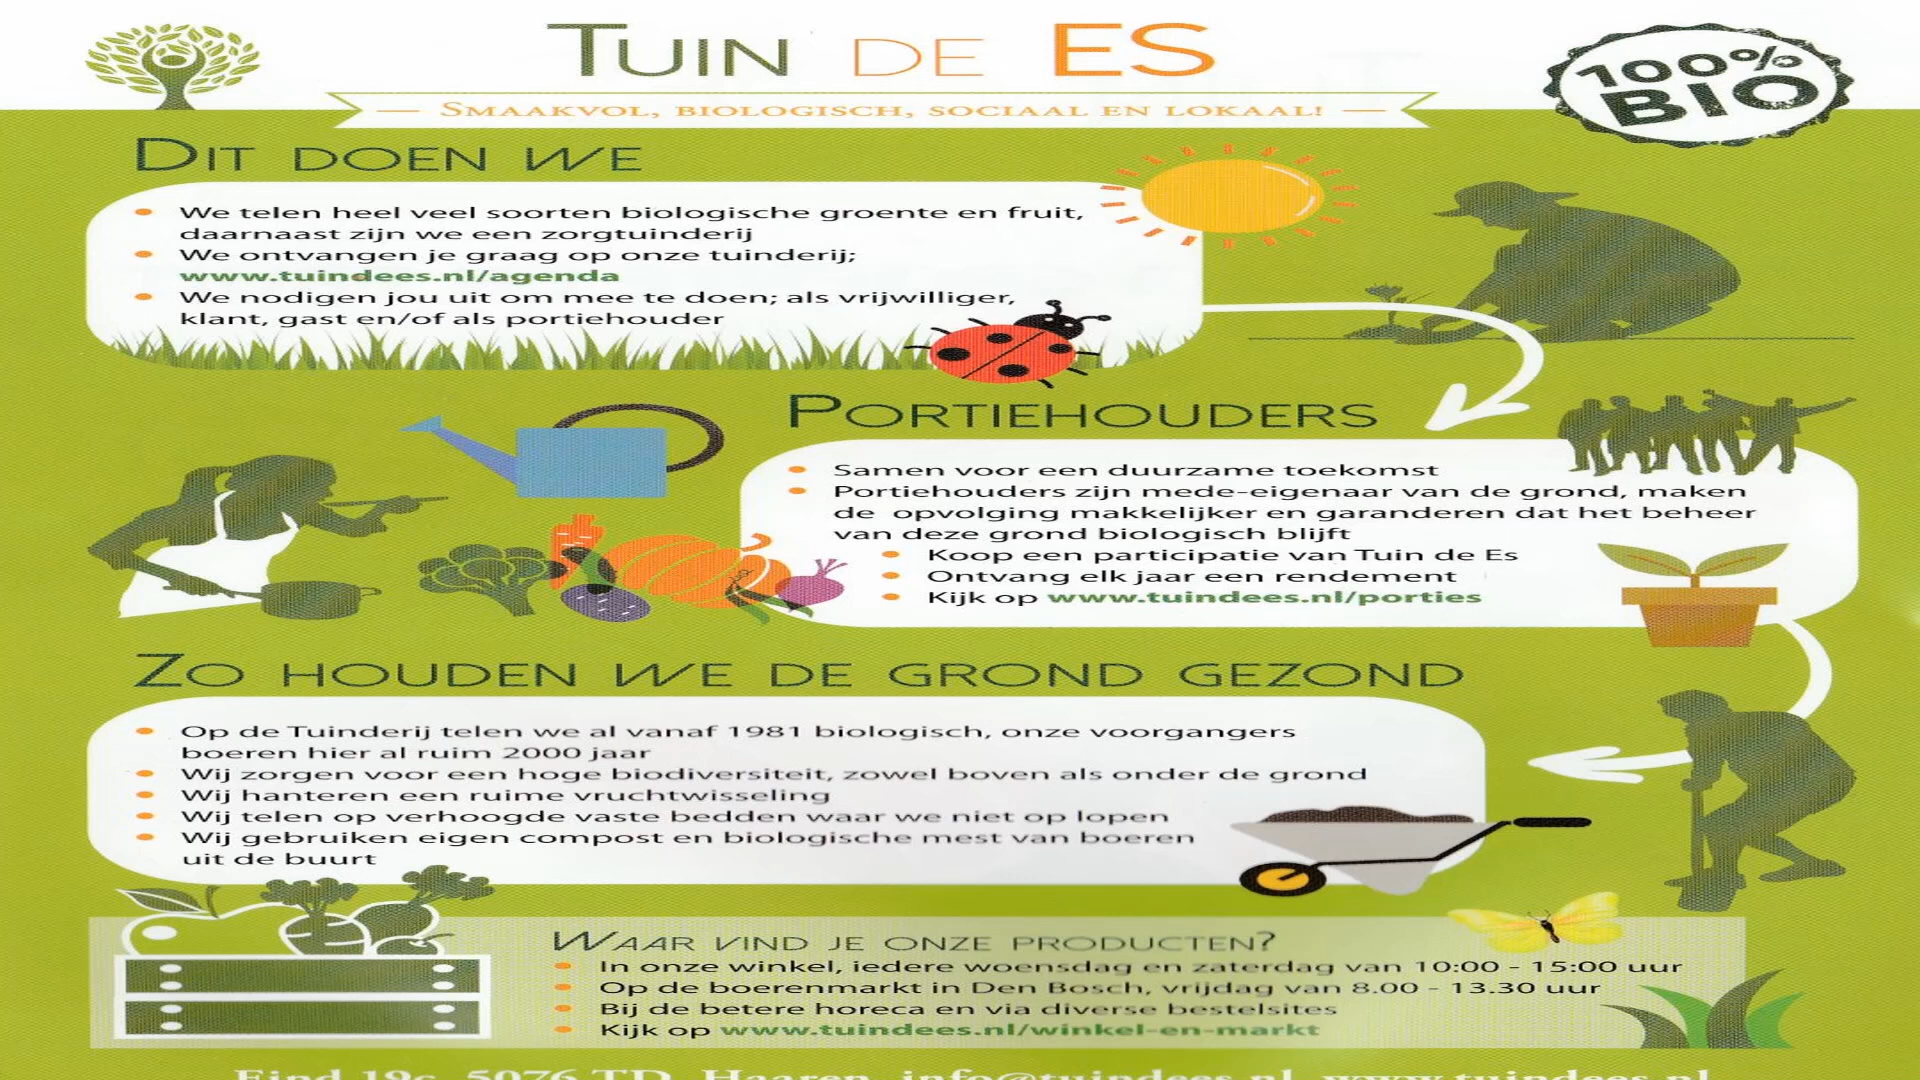 TUIN DE ES
— SMAAKVOL, BIOLOGISCH, SOCIAAL EN LOKAAL! —
100%
BIO
DIT DOEN WE
• We telen heel veel soorten biologische groente en fruit,
daarnaast zijn we een zorgtuinderij
• We ontvangen je graag op onze tuinderij;
www.tuindees.nl/agenda
• We nodigen jou uit om mee te doen; als vrijwilliger,
klant, gast en/of als portiehouder
PORTIEHOUDERS
• Samen voor een duurzame toekomst
• Portiehouders zijn mede-eigenaar van de grond, maken
de opvolging makkelijker en garanderen dat het beheer
van deze grond biologisch blijft
• Koop een participatie van Tuin de Es
• Ontvang elk jaar een rendement
• Kijk op www.tuindees.nl/porties
ZO HOUDEN WE DE GROND GEZOND
• Op de Tuinderij telen we al vanaf 1981 biologisch, onze voorgangers
boeren hier al ruim 2000 jaar
• Wij zorgen voor een hoge biodiversiteit, zowel boven als onder de grond
• Wij hanteren een ruime vruchtwisseling
• Wij telen op verhoogde vaste bedden waar we niet op lopen
• Wij gebruiken eigen compost en biologische mest van boeren
uit de buurt
WAAR VIND JE ONZE PRODUCTEN?
• In onze winkel, iedere woensdag en zaterdag van 10:00 - 15:00 uur
• Op de boerenmarkt in Den Bosch, vrijdag van 8.00 - 13.30 uur
• Bij de betere horeca en via diverse bestelsites
• Kijk op www.tuindees.nl/winkel-en-markt
Eind 19c, 5076 TD Haaren info@tuindees.nl www.tuindees.nl